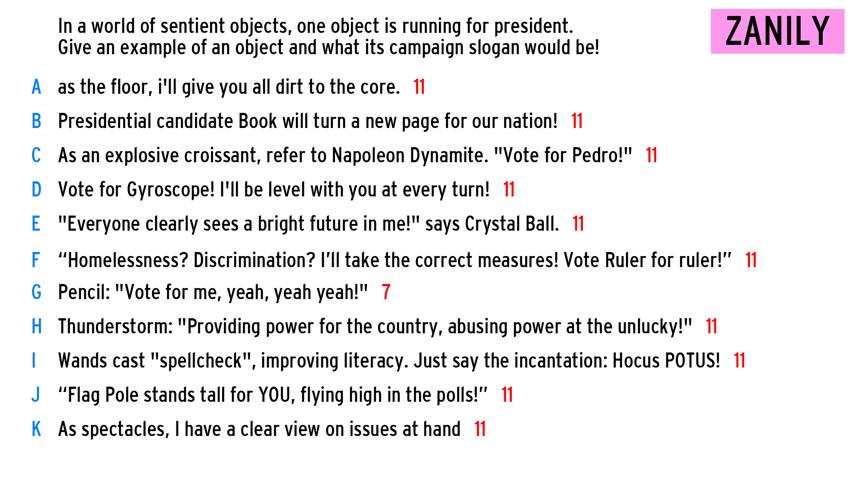 In a world of sentient objects, one object is running for president.
Give an example of an object and what its campaign slogan would be!
ZANILY
A as the floor, i'll give you all dirt to the core. 11
B Presidential candidate Book will turn a new page for our nation! 11
C As an explosive croissant, refer to Napoleon Dynamite. "Vote for Pedro!" 11
D Vote for Gyroscope! I'll be level with you at every turn! 11
E "Everyone clearly sees a bright future in me!" says Crystal Ball. 11
F “Homelessness? Discrimination? I’ll take the correct measures! Vote Ruler for ruler!” 11
G Pencil: "Vote for me, yeah, yeah yeah!" 7
H Thunderstorm: "Providing power for the country, abusing power at the unlucky!" 11
I Wands cast "spellcheck", improving literacy. Just say the incantation: Hocus POTUS! 11
J “Flag Pole stands tall for YOU, flying high in the polls!” 11
K As spectacles, I have a clear view on issues at hand 11